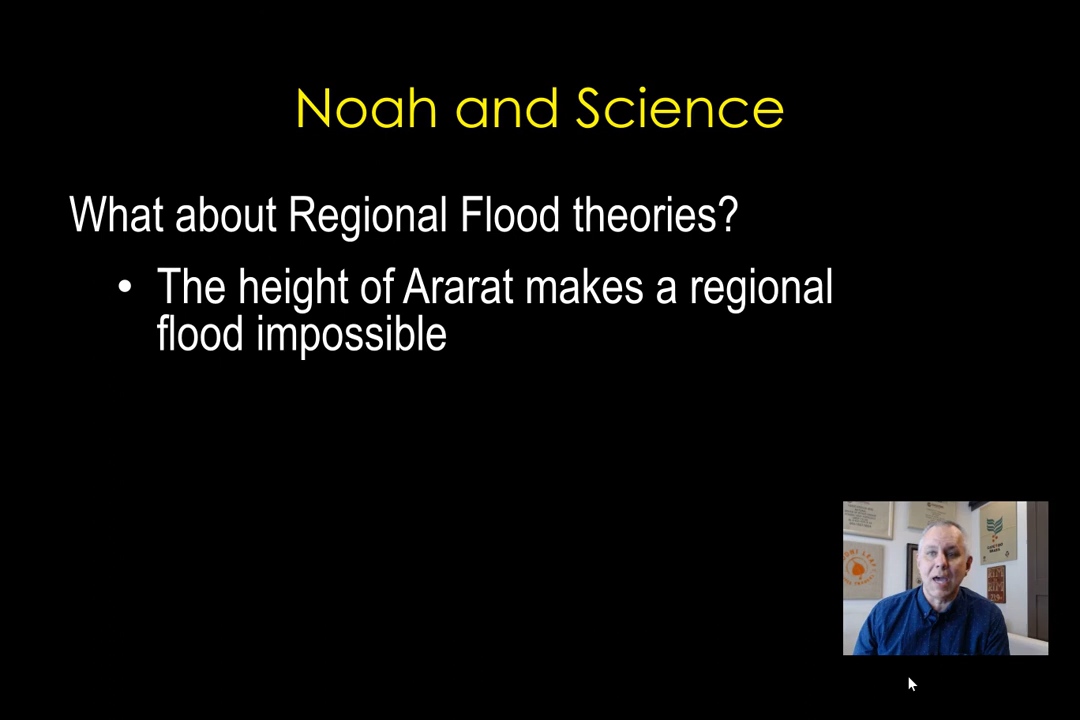 Noah and Science
What about Regional Flood theories?
• The height of Ararat makes a regional
flood impossible